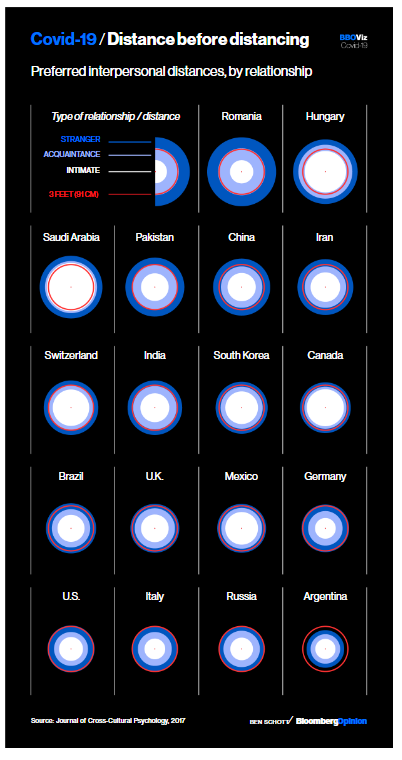 Covid-19 / Distance before distancing
BBOViz
Covid-19
Preferred interpersonal distances, by relationship
Type of relationship / distance
STRANGER
ACQUAINTANCE
INTIMATE
3 FEET (91 CM)
Romania
Hungary
Saudi Arabia
Pakistan
China
Iran
Switzerland
India
South Korea
Canada
Brazil
U.K.
Mexico
Germany
U.S.
Italy
Russia
Argentina
Source: Journal of Cross-Cultural Psychology, 2017
BEN SCHOTT / BloombergOpinion